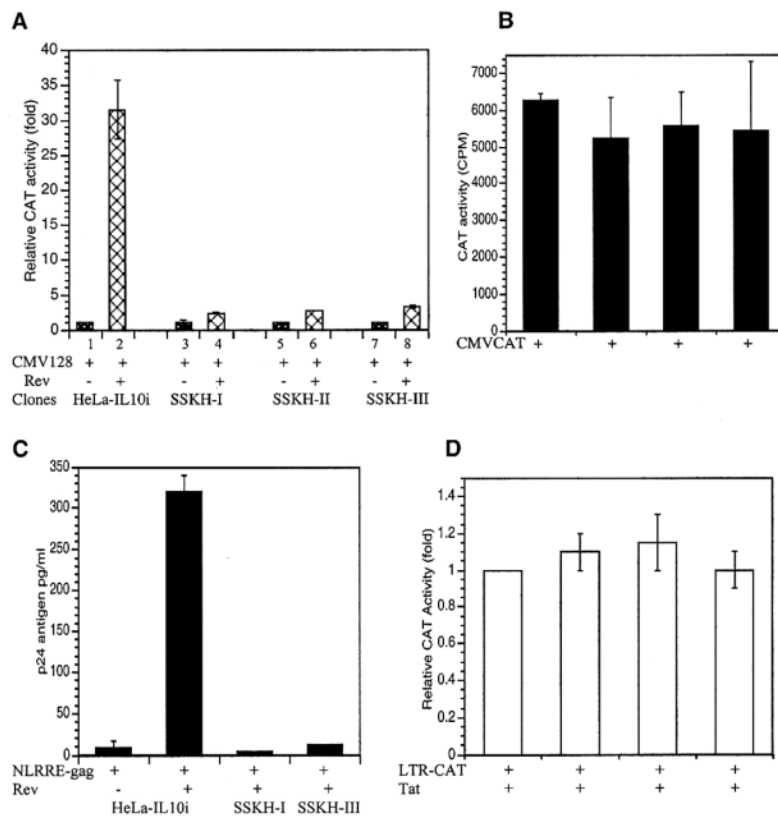 A
Relative CAT activity (fold)
40
35
30
25
20
15
10
5
0
1 2 3 4 5 6 7 8
CMV128 + + + + + + + +
Rev - + - + - + - +
Clones HeLa-IL10i SSKH-I SSKH-II SSKH-III
B
CAT activity (CPM)
7000
6000
5000
4000
3000
2000
1000
0
CMVCAT + + + +
C
p24 antigen pg/ml
350
300
250
200
150
100
50
0
NLRRE-gag + + + +
Rev - + + +
HeLa-IL10i SSKH-I SSKH-III
D
Relative CAT Activity (fold)
1.4
1.2
1
0.8
0.6
0.4
0.2
0
LTR-CAT + + + +
Tat + + + +